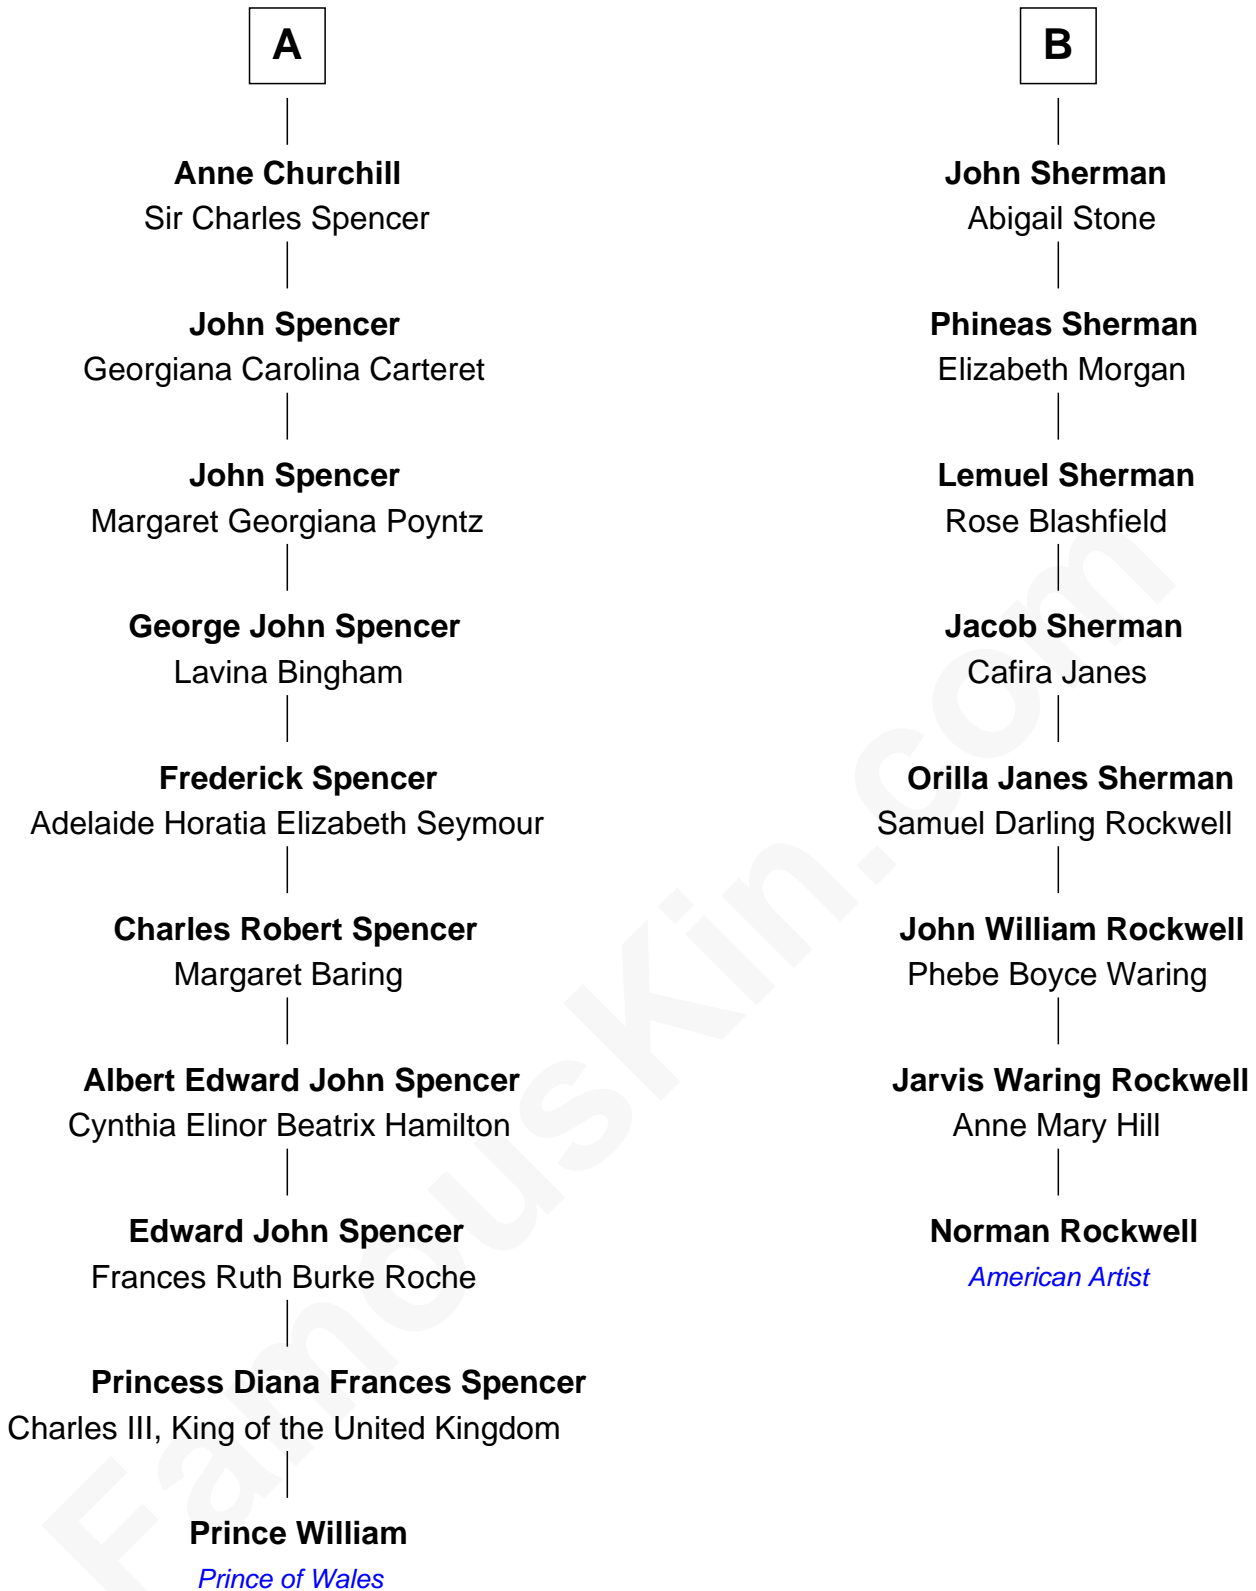 A
Anne Churchill
Sir Charles Spencer
John Spencer
Georgiana Carolina Carteret
John Spencer
Margaret Georgiana Poyntz
George John Spencer
Lavina Bingham
Frederick Spencer
Adelaide Horatia Elizabeth Seymour
Charles Robert Spencer
Margaret Baring
Albert Edward John Spencer
Cynthia Elinor Beatrix Hamilton
Edward John Spencer
Frances Ruth Burke Roche
Princess Diana Frances Spencer
Charles III, King of the United Kingdom
Prince William
Prince of Wales
B
John Sherman
Abigail Stone
Phineas Sherman
Elizabeth Morgan
Lemuel Sherman
Rose Blashfield
Jacob Sherman
Cafira Janes
Orilla Janes Sherman
Samuel Darling Rockwell
John William Rockwell
Phebe Boyce Waring
Jarvis Waring Rockwell
Anne Mary Hill
Norman Rockwell
American Artist
FamousKin.com